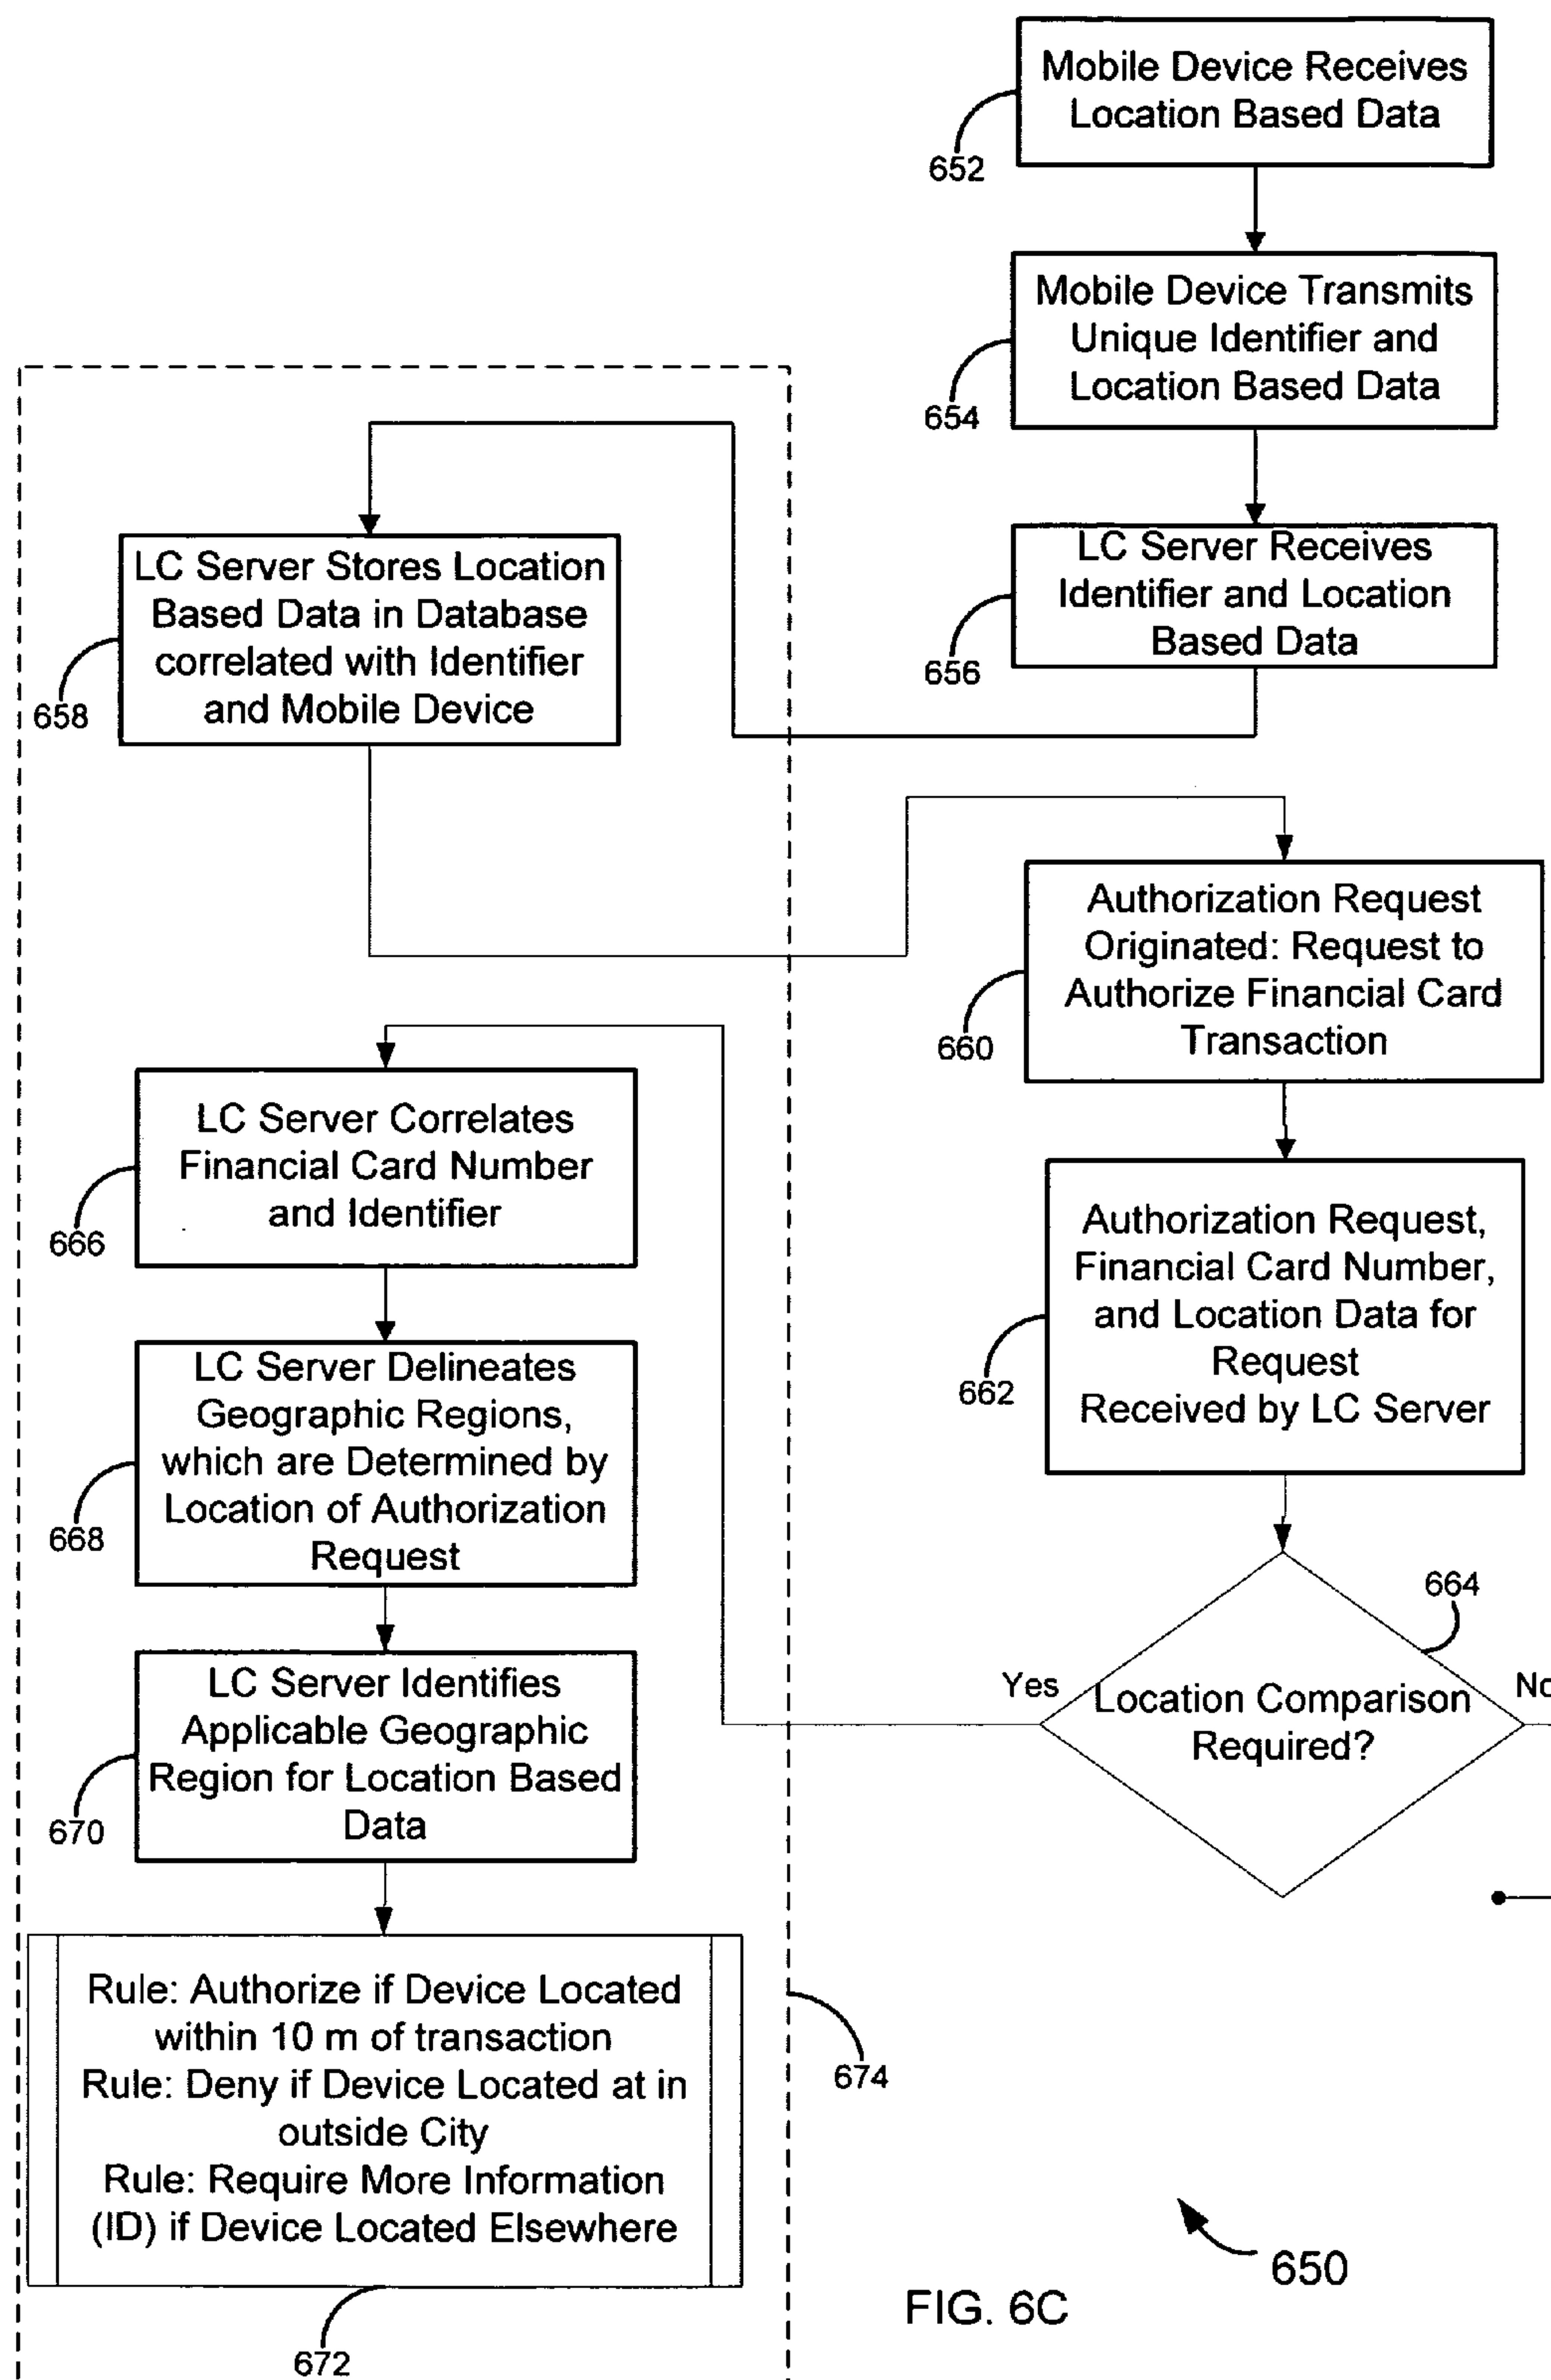 Mobile Device Receives
Location Based Data
652
Mobile Device Transmits
Unique Identifier and
Location Based Data
654
LC Server Receives
Identifier and Location
Based Data
656
LC Server Stores Location
Based Data in Database
correlated with Identifier
and Mobile Device
658
Authorization Request
Originated: Request to
Authorize Financial Card
Transaction
660
Authorization Request,
Financial Card Number,
and Location Data for
Request
Received by LC Server
662
664
Yes
Location Comparison
Required?
No
LC Server Correlates
Financial Card Number
and Identifier
666
LC Server Delineates
Geographic Regions,
which are Determined by
Location of Authorization
Request
668
LC Server Identifies
Applicable Geographic
Region for Location Based
Data
670
Rule: Authorize if Device Located
within 10 m of transaction
Rule: Deny if Device Located at in
outside City
Rule: Require More Information
(ID) if Device Located Elsewhere
672
674
650
FIG. 6C